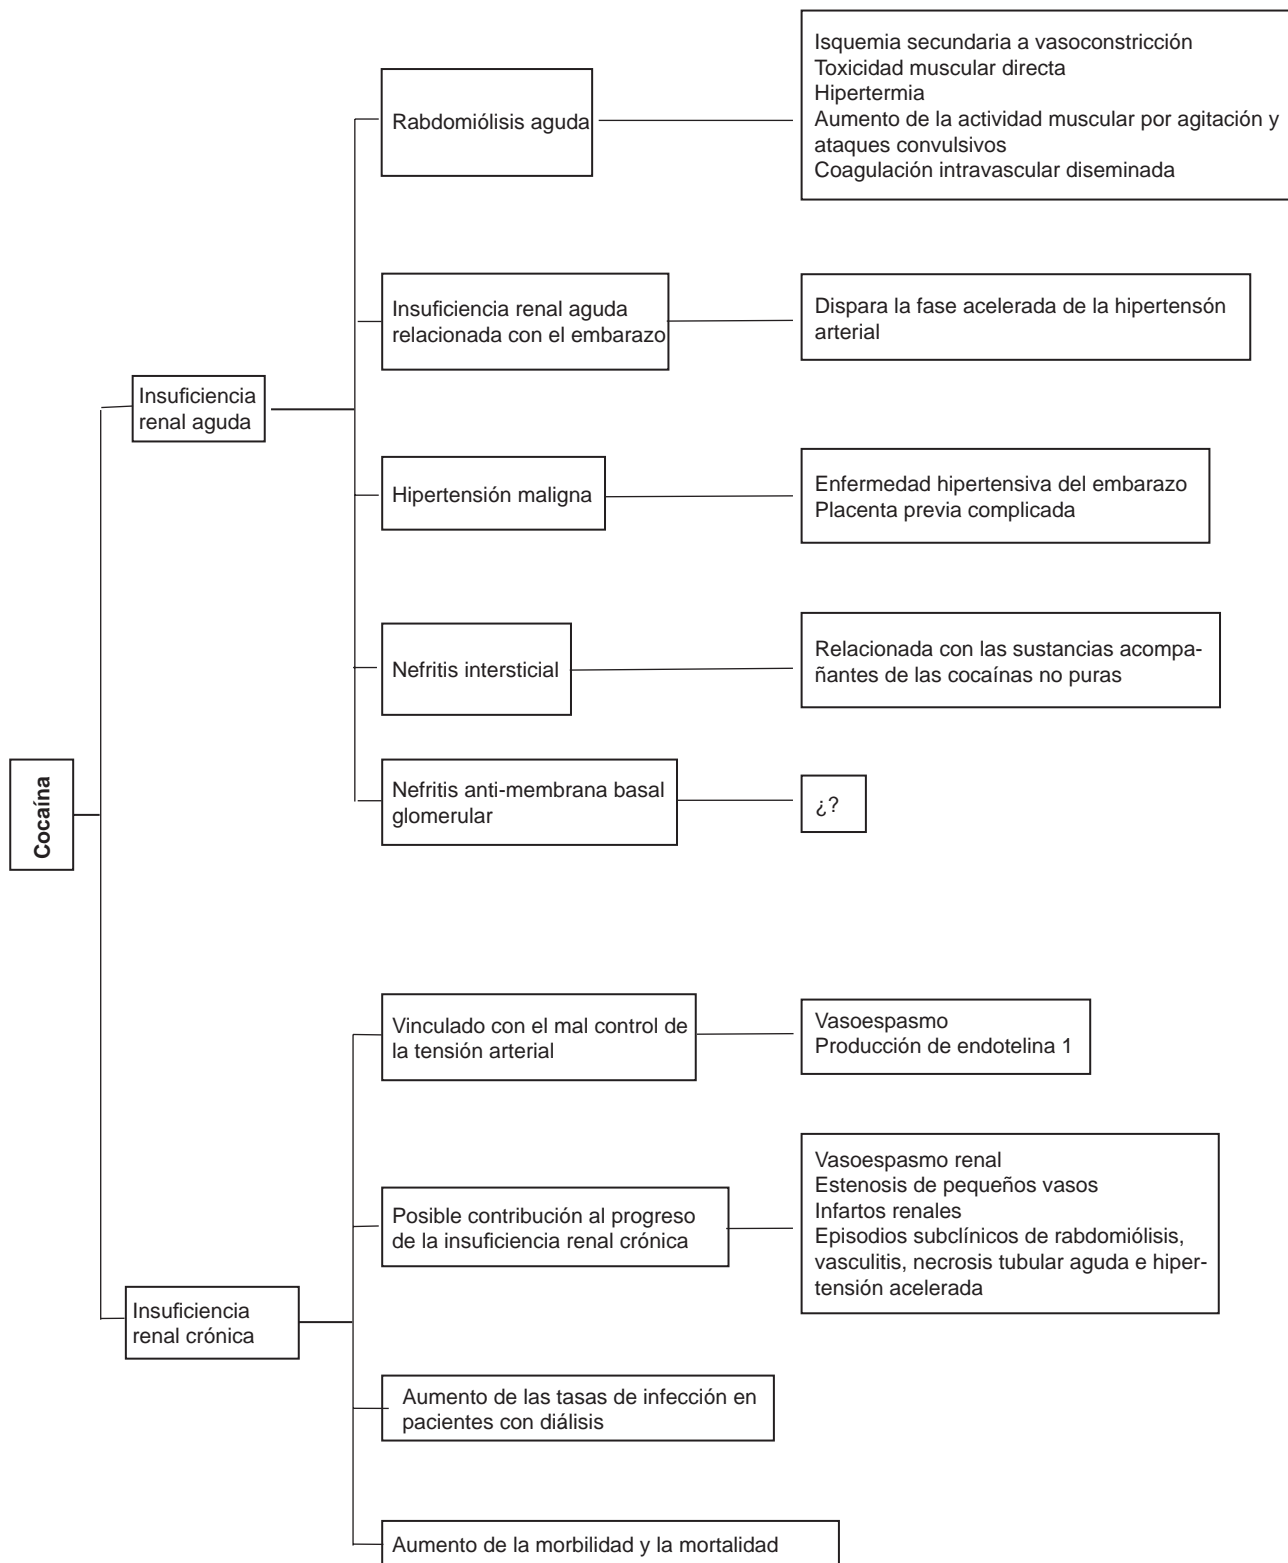 Isquemia secundaria a vasoconstricción
Toxicidad muscular directa
Hipertermia
Aumento de la actividad muscular por agitación y
ataques convulsivos
Coagulación intravascular diseminada
Rabdomiólisis aguda
Insuficiencia renal aguda
relacionada con el embarazo
Dispara la fase acelerada de la hipertensón
arterial
Insuficiencia
renal aguda
Hipertensión maligna
Enfermedad hipertensiva del embarazo
Placenta previa complicada
Nefritis intersticial
Relacionada con las sustancias acompa-
ñantes de las cocaínas no puras
Cocaína
Nefritis anti-membrana basal
glomerular
¿?
Vinculado con el mal control de
la tensión arterial
Vasoespasmo
Producción de endotelina 1
Posible contribución al progreso
de la insuficiencia renal crónica
Vasoespasmo renal
Estenosis de pequeños vasos
Infartos renales
Episodios subclínicos de rabdomiólisis,
vasculitis, necrosis tubular aguda e hiper-
tensión acelerada
Insuficiencia
renal crónica
Aumento de las tasas de infección en
pacientes con diálisis
Aumento de la morbilidad y la mortalidad